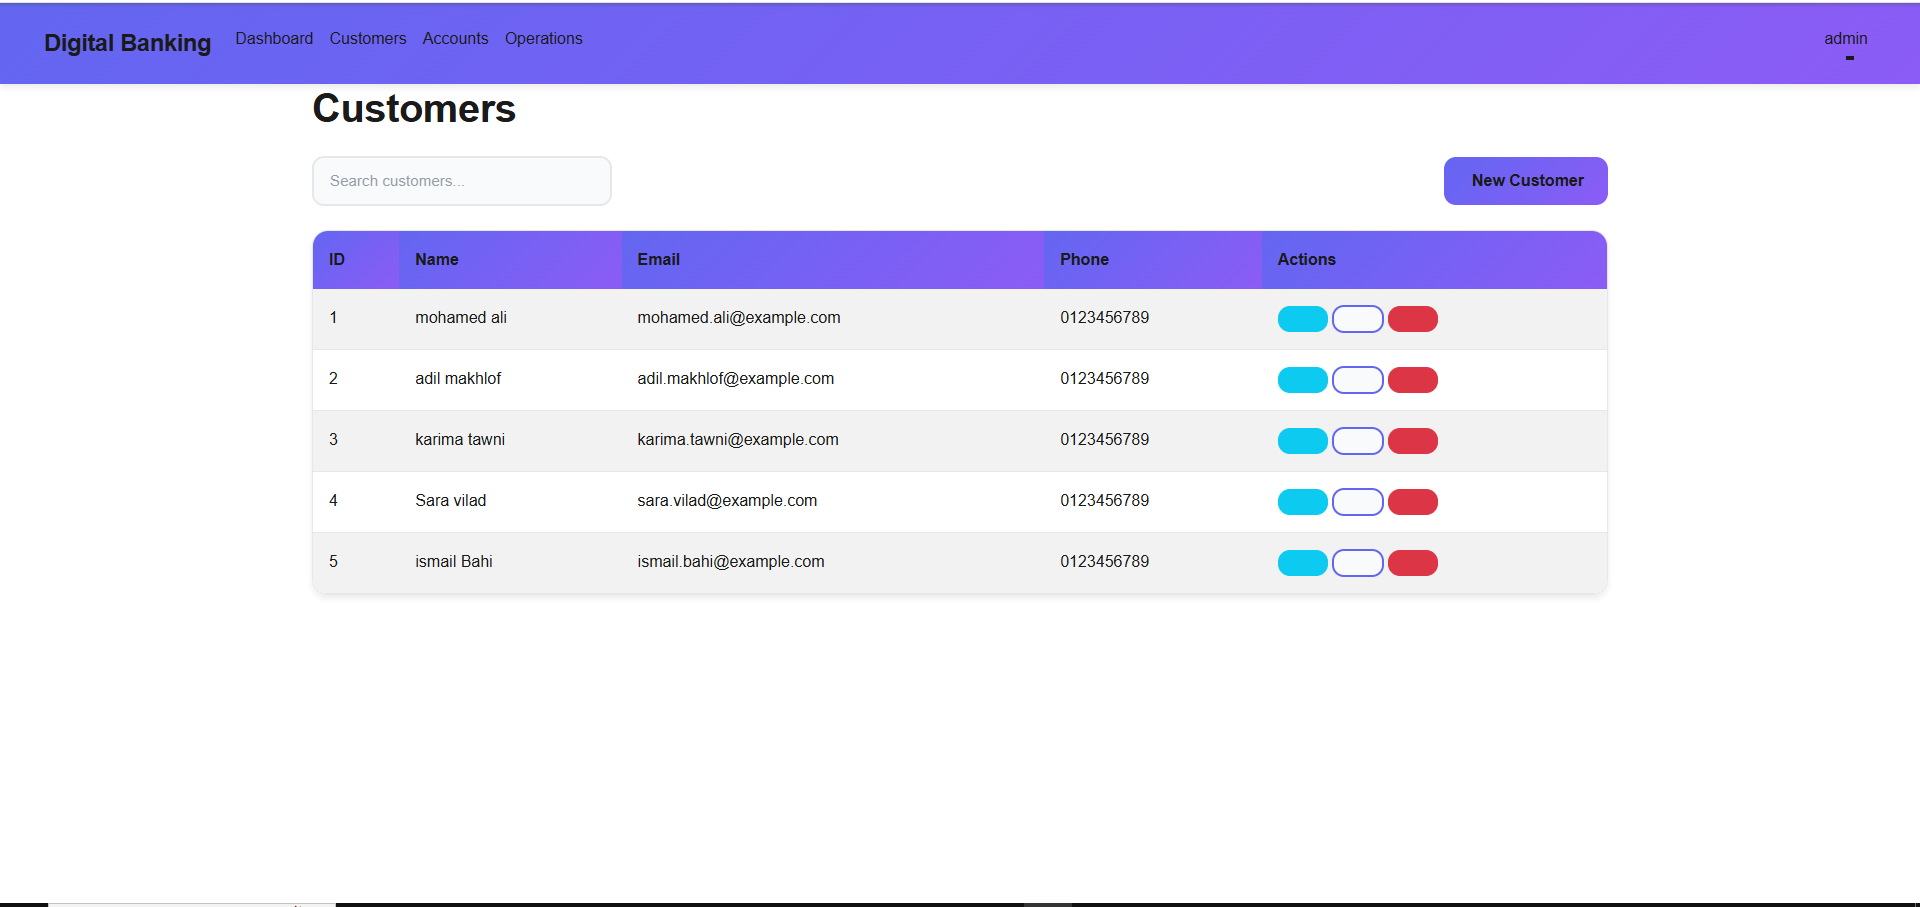 Digital Banking Dashboard Customers Accounts Operations admin
Customers
Search customers... New Customer
ID Name Email Phone Actions
1 mohamed ali mohamed.ali@example.com 0123456789
2 adil makhlof adil.makhlof@example.com 0123456789
3 karima tawni karima.tawni@example.com 0123456789
4 Sara vilad sara.vilad@example.com 0123456789
5 ismail Bahi ismail.bahi@example.com 0123456789